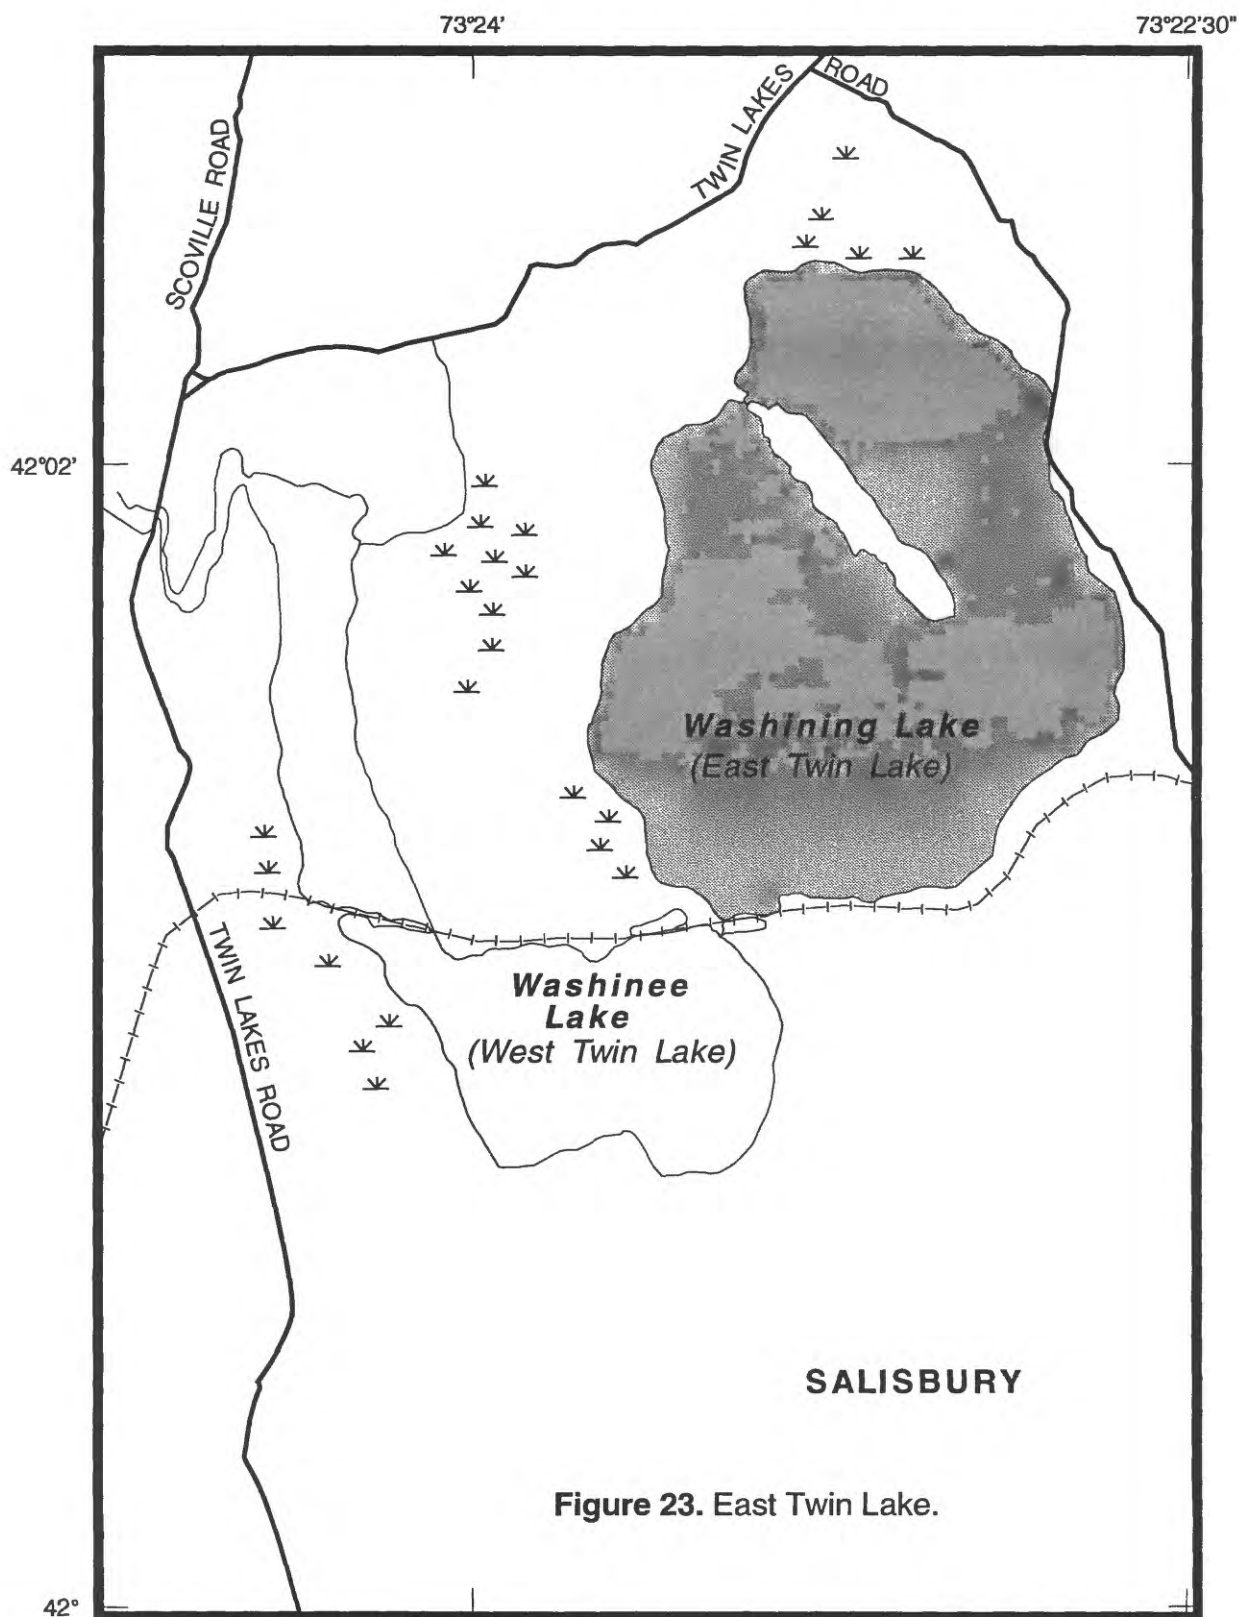 73°24'
73°22'30"
TWIN LAKES
ROAD
SCOVILLE ROAD
42°02'
Washining Lake
(East Twin Lake)
Washinee
Lake
(West Twin Lake)
TWIN LAKES ROAD
SALISBURY
Figure 23. East Twin Lake.
42°